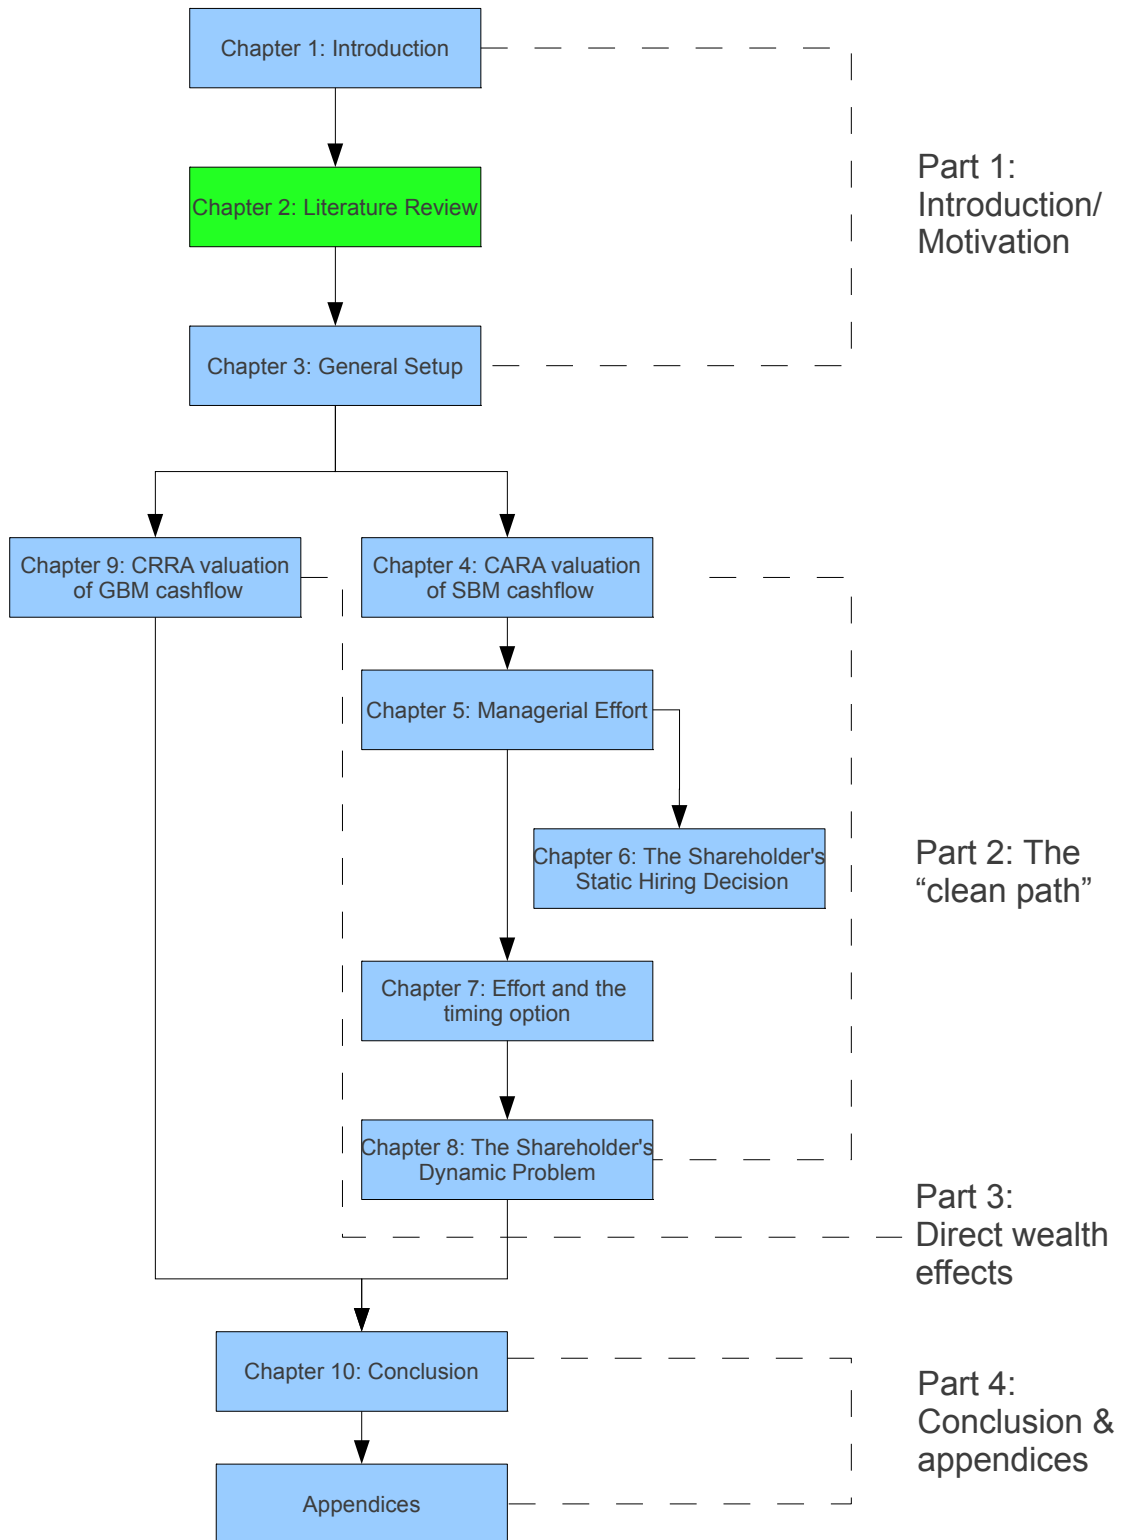 Chapter 1: Introduction
Part 1:
Introduction/
Motivation
Chapter 2: Literature Review
Chapter 3: General Setup
Chapter 9: CRRA valuation
of GBM cashflow
Chapter 4: CARA valuation
of SBM cashflow
Chapter 5: Managerial Effort
Chapter 6: The Shareholder's
Static Hiring Decision
Part 2: The
“clean path”
Chapter 7: Effort and the
timing option
Chapter 8: The Shareholder's
Dynamic Problem
Part 3:
Direct wealth
effects
Chapter 10: Conclusion
Part 4:
Conclusion &
appendices
Appendices